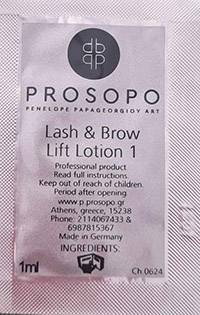 PROSOPO
PENELOPE PAPAGEORGIOY ART
Lash & Brow
Lift Lotion 1
Professional product
Read full instructions.
Keep out of reach of children.
Period after opening
www.p.prosopo.gr
Athens, greece, 15238
Phone: 2114067433 &
6987815367
Made in Germany
INGREDIENTS:
1ml
Ch 0624